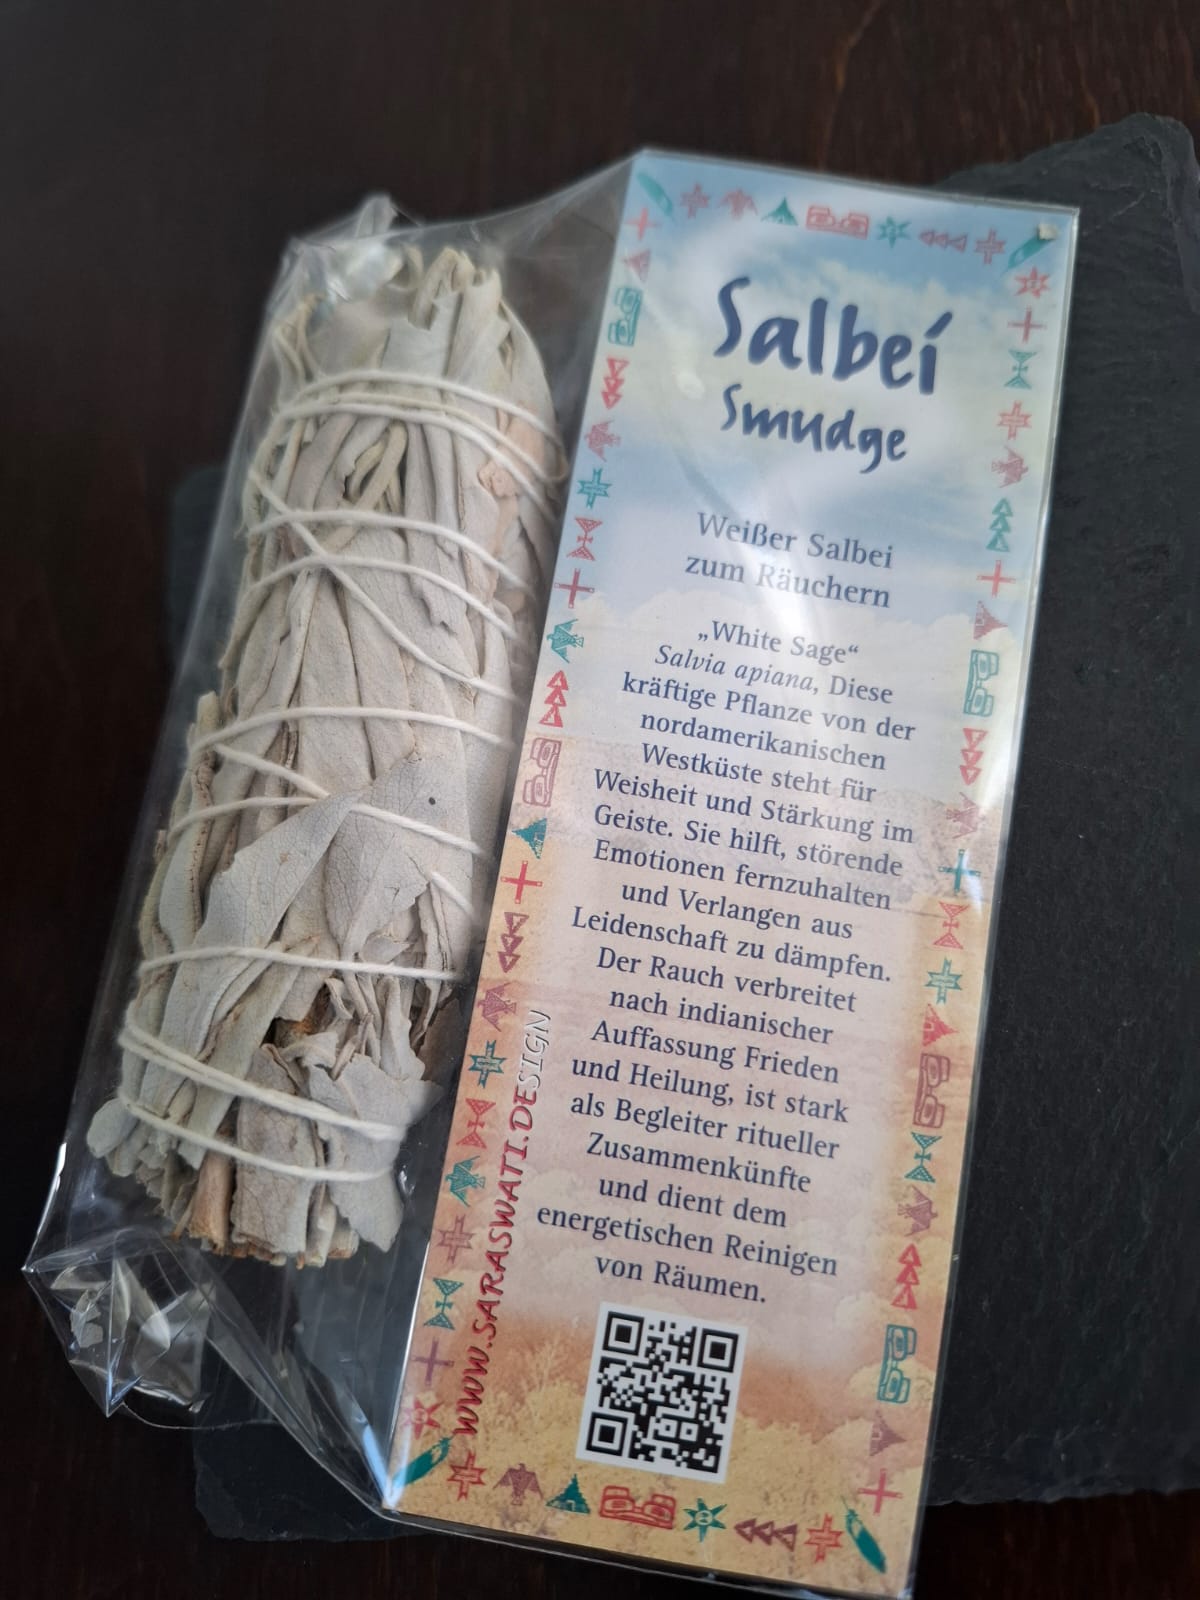 Salbei
Smudge
Weißer Salbei
zum Räuchern
„White Sage“
Salvia apiana, Diese
kräftige Pflanze von der
nordamerikanischen
Westküste steht für
Weisheit und Stärkung im
Geiste. Sie hilft, störende
Emotionen fernzuhalten
und Verlangen aus
Leidenschaft zu dämpfen.
Der Rauch verbreitet
nach indianischer
Auffassung Frieden
und Heilung, ist stark
als Begleiter ritueller
Zusammenkünfte
und dient dem
energetischen Reinigen
von Räumen.
WWW.SARASWATI.DESIGN